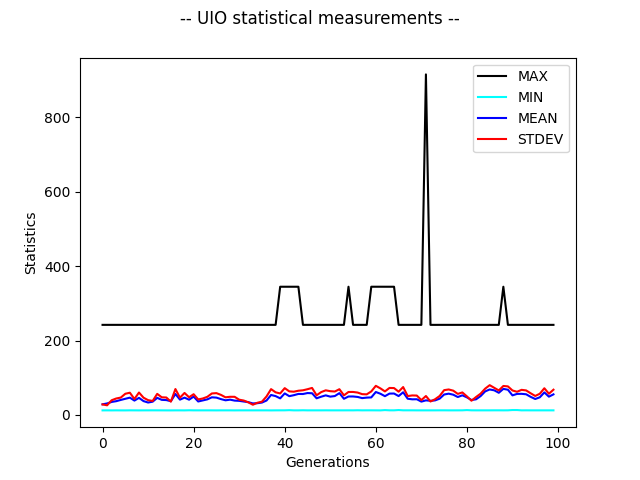 -- UIO statistical measurements --
MAX
MIN
MEAN
STDEV
Statistics
800
600
400
200
0
0 20 40 60 80 100
Generations